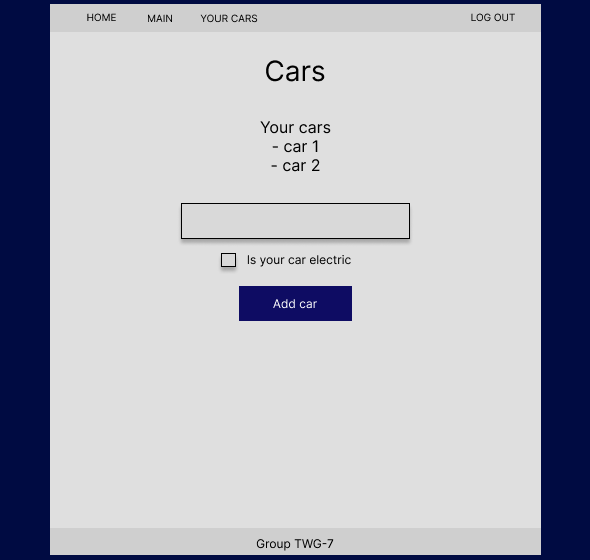 HOME MAIN YOUR CARS LOG OUT
Cars
Your cars
- car 1
- car 2
Is your car electric
Add car
Group TWG-7